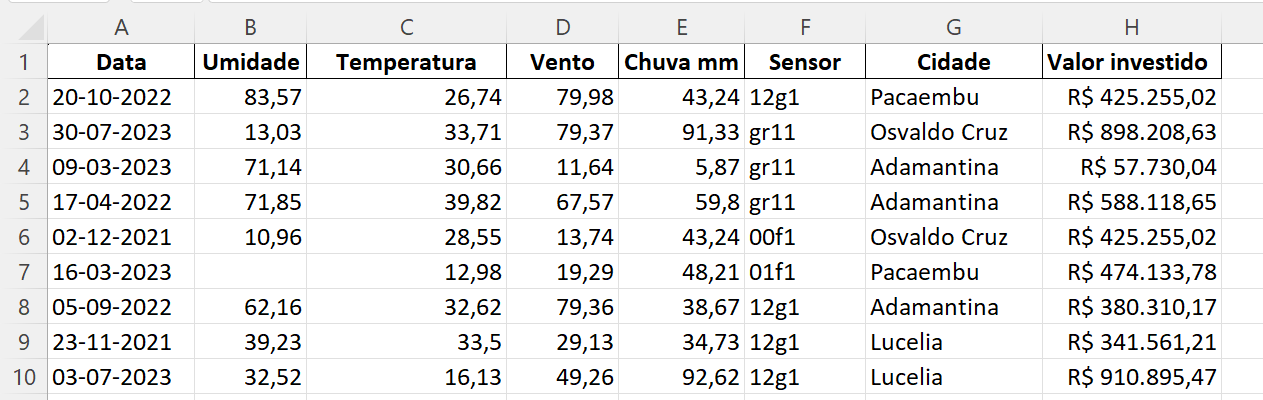 A B C D E F G H
1 Data Umidade Temperatura Vento Chuva mm Sensor Cidade Valor investido
2 20-10-2022 83,57 26,74 79,98 43,24 12g1 Pacaembu R$ 425.255,02
3 30-07-2023 13,03 33,71 79,37 91,33 gr11 Osvaldo Cruz R$ 898.208,63
4 09-03-2023 71,14 30,66 11,64 5,87 gr11 Adamantina R$ 57.730,04
5 17-04-2022 71,85 39,82 67,57 59,8 gr11 Adamantina R$ 588.118,65
6 02-12-2021 10,96 28,55 13,74 43,24 00f1 Osvaldo Cruz R$ 425.255,02
7 16-03-2023 12,98 19,29 48,21 01f1 Pacaembu R$ 474.133,78
8 05-09-2022 62,16 32,62 79,36 38,67 12g1 Adamantina R$ 380.310,17
9 23-11-2021 39,23 33,5 29,13 34,73 12g1 Lucelia R$ 341.561,21
10 03-07-2023 32,52 16,13 49,26 92,62 12g1 Lucelia R$ 910.895,47